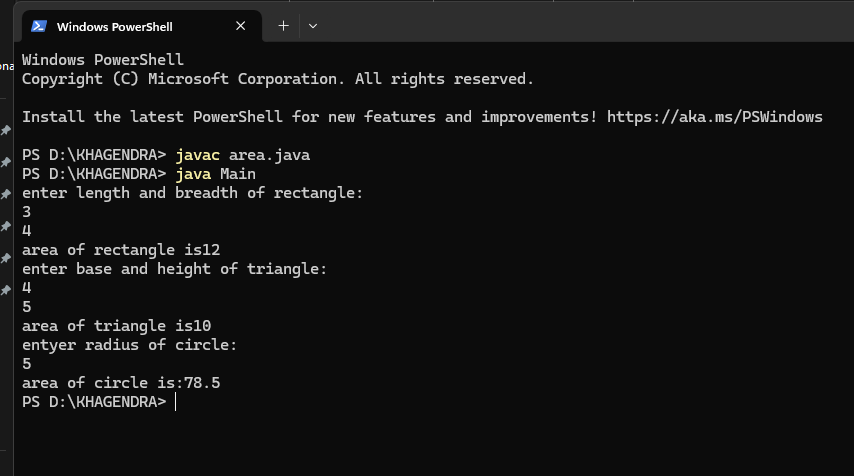 Windows PowerShell
ona
Windows PowerShell
Copyright (C) Microsoft Corporation. All rights reserved.
Install the latest PowerShell for new features and improvements! https://aka.ms/PSWindows
PS D:\KHAGENDRA> javac area.java
PS D:\KHAGENDRA> java Main
enter length and breadth of rectangle:
3
4
area of rectangle is12
enter base and height of triangle:
4
5
area of triangle is10
entyer radius of circle:
5
area of circle is:78.5
PS D:\KHAGENDRA>